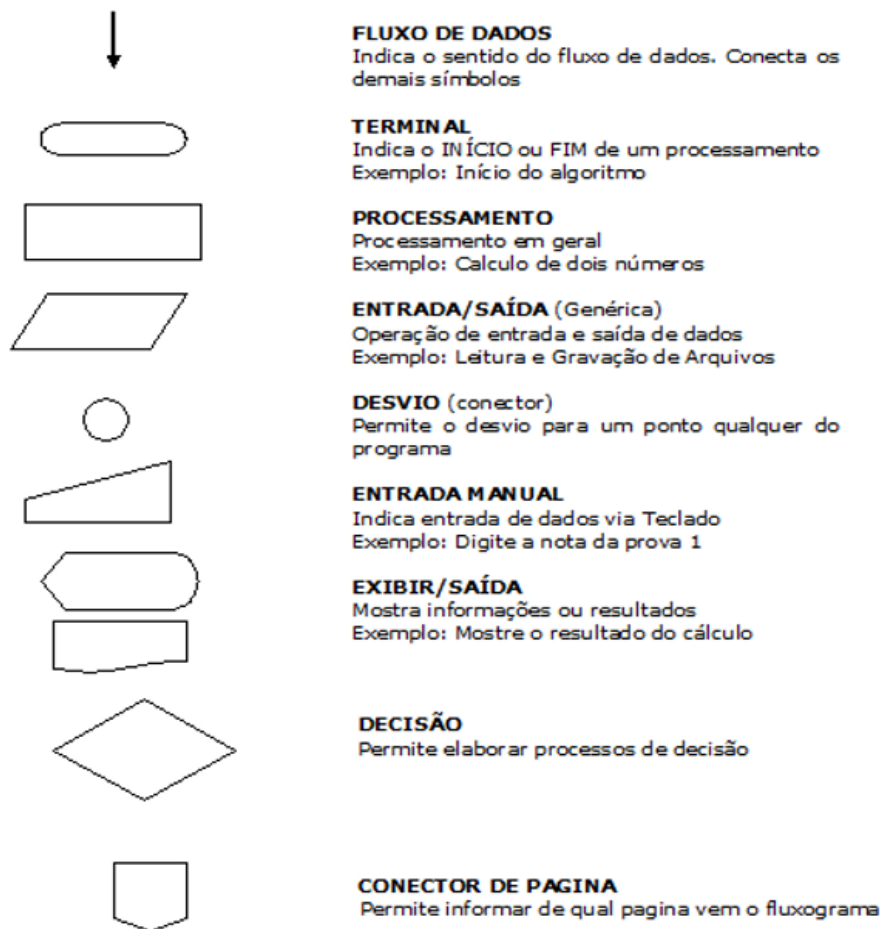 FLUXO DE DADOS
Indica o sentido do fluxo de dados. Conecta os
demais símbolos
TERMINAL
Indica o INÍCIO ou FIM de um processamento
Exemplo: Início do algoritmo
PROCESSAMENTO
Processamento em geral
Exemplo: Calculo de dois números
ENTRADA/SAÍDA (Genérica)
Operação de entrada e saída de dados
Exemplo: Leitura e Gravação de Arquivos
DESVIO (conector)
Permite o desvio para um ponto qualquer do
programa
ENTRADA MANUAL
Indica entrada de dados via Teclado
Exemplo: Digite a nota da prova 1
EXIBIR/SAÍDA
Mostra informações ou resultados
Exemplo: Mostre o resultado do cálculo
DECISÃO
Permite elaborar processos de decisão
CONECTOR DE PAGINA
Permite informar de qual pagina vem o fluxograma